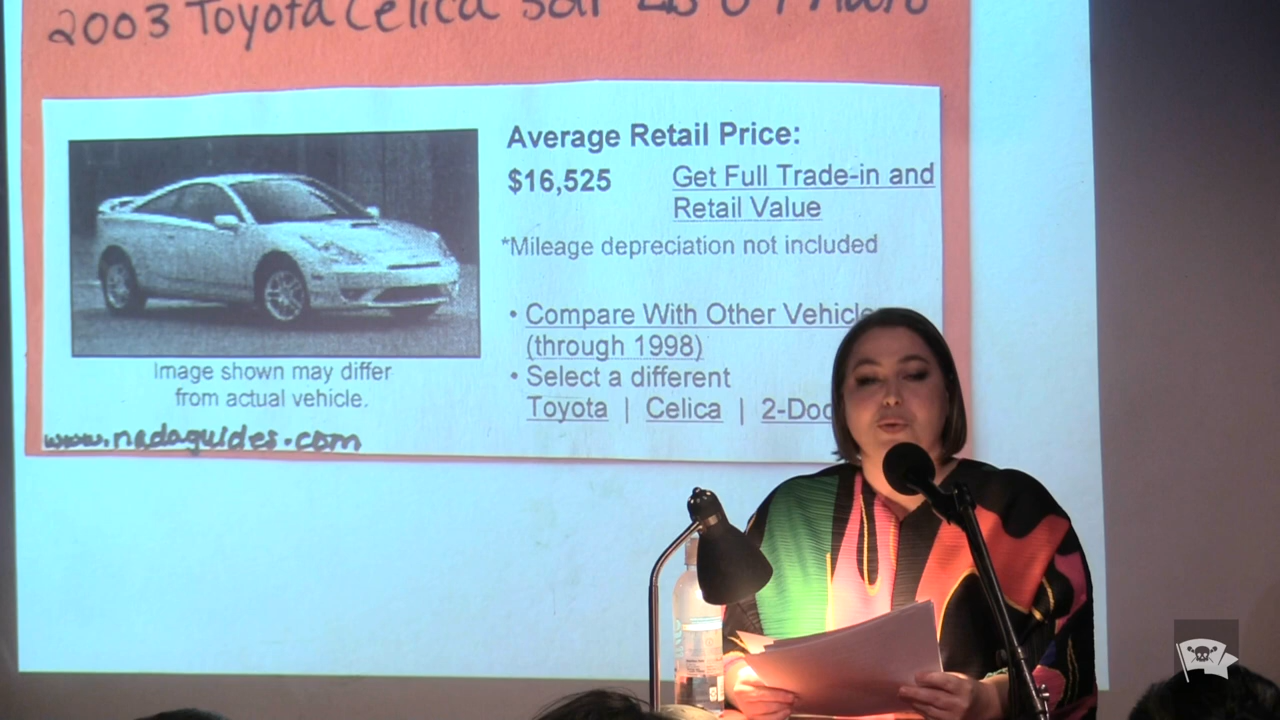 2003 Toyota Celica
Average Retail Price:
$16,525 Get Full Trade-in and
Retail Value
*Mileage depreciation not included
• Compare With Other
(through 1998)
• Select a different
Toyota | Celica |
Image shown may differ
from actual vehicle.
www.nadaguides.com